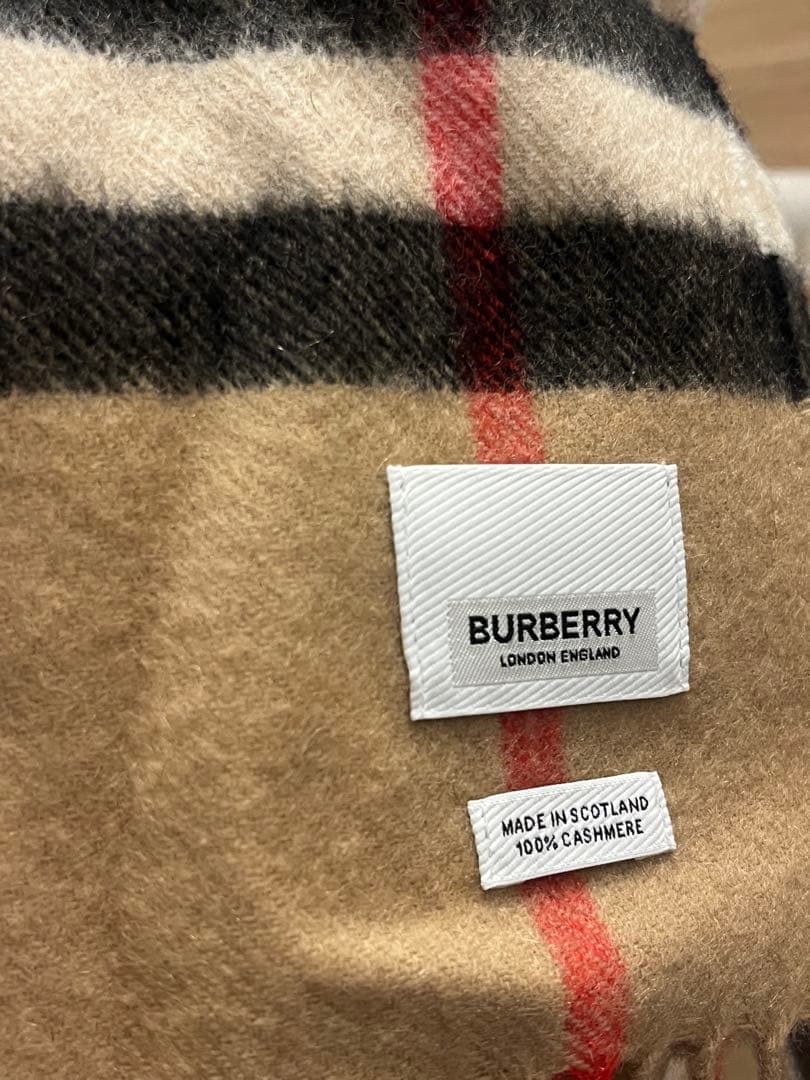 BURBERRY
LONDON ENGLAND
MADE IN SCOTLAND
100% CASHMERE